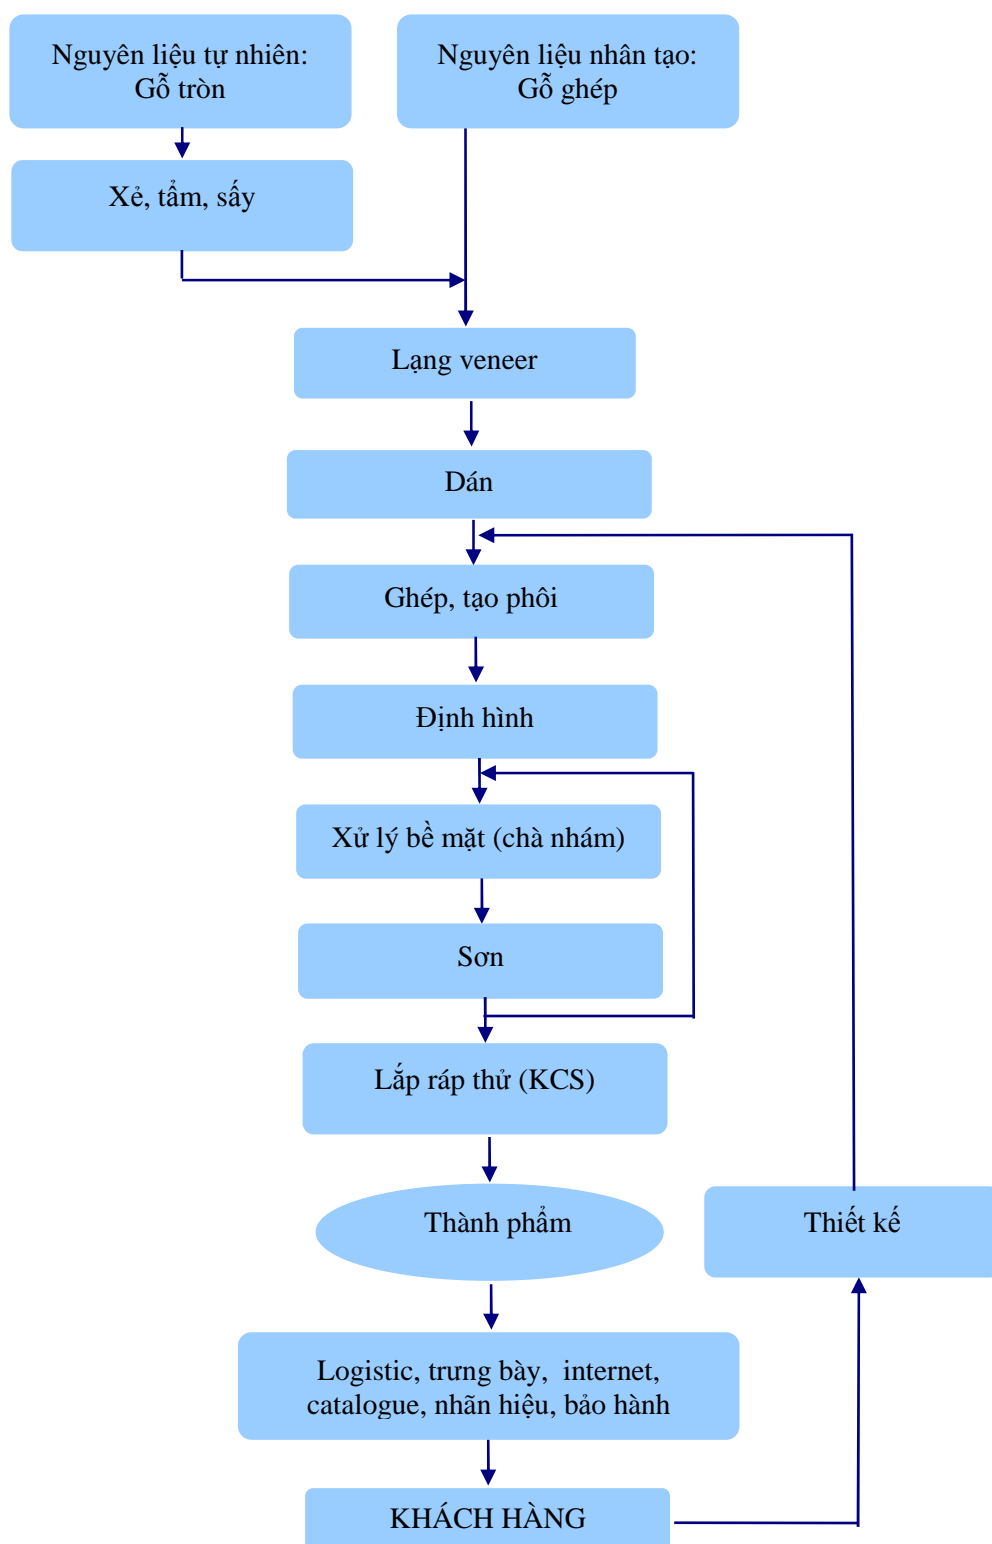 Nguyên liệu tự nhiên:
Gỗ tròn
Nguyên liệu nhân tạo:
Gỗ ghép
Xẻ, tẩm, sấy
Lạng veneer
Dán
Ghép, tạo phôi
Định hình
Xử lý bề mặt (chà nhám)
Sơn
Lắp ráp thử (KCS)
Thành phẩm
Thiết kế
Logistic, trưng bày, internet,
catalogue, nhãn hiệu, bảo hành
KHÁCH HÀNG